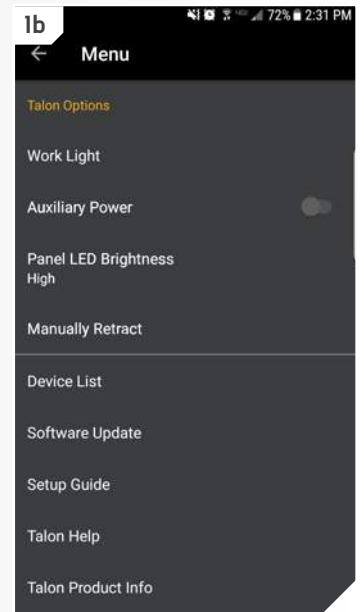 1b
72% 2:31 PM
← Menu
Talon Options
Work Light
Auxiliary Power
Panel LED Brightness
High
Manually Retract
Device List
Software Update
Setup Guide
Talon Help
Talon Product Info